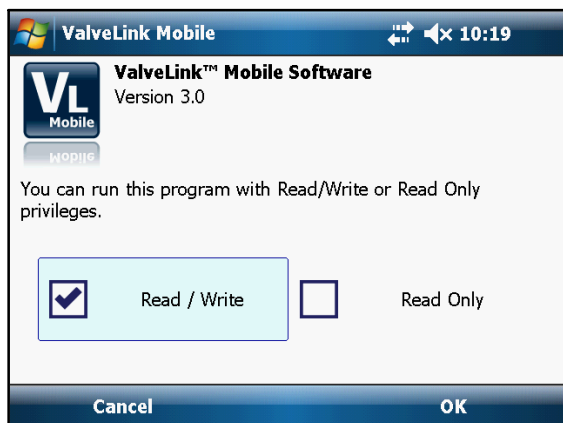 ValveLink Mobile
10:19
VL
Mobile
ValveLink™ Mobile Software
Version 3.0
You can run this program with Read/Write or Read Only
privileges.
Read / Write
Read Only
Cancel
OK